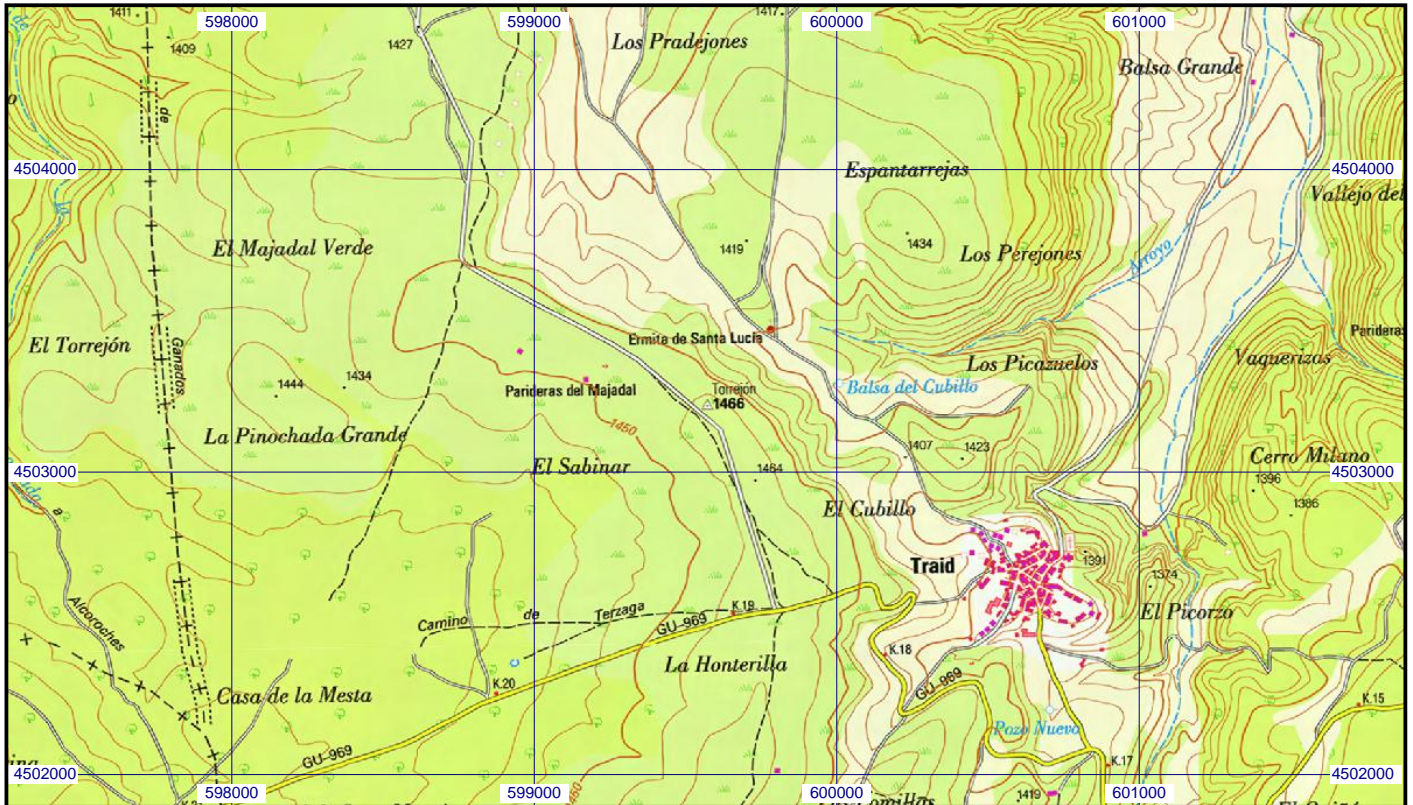 1411
598000
599000
1417
600000
601000
1409
1427
Los Pradejones
Balsa Grande
de
4504000
Espantarrejas
4504000
la
Vallejo del
El Majadal Verde
1419
1434
Los Perejones
Arroyo
El Torrejón
Ganados
Ermita de Santa Lucia
Parideras
Los Picazuelos
Vaquerizas
1444
1434
Parideras del Majadal
Torrejón
1466
Balsa del Cubillo
1450
La Pinochada Grande
1407
1423
El Sabinar
1464
Cerro Milano
4503000
4503000
1396
1386
El Cubillo
a
Traid
1391
1374
Alcoroches
Camino de Terzaga
K.19
GU-969
El Picorzo
K.18
La Honterilla
K.20
GU-969
Casa de la Mesta
K.15
Pozo Nuevo
GU-969
K.17
4502000
4502000
598000
599000
600000
601000
1419